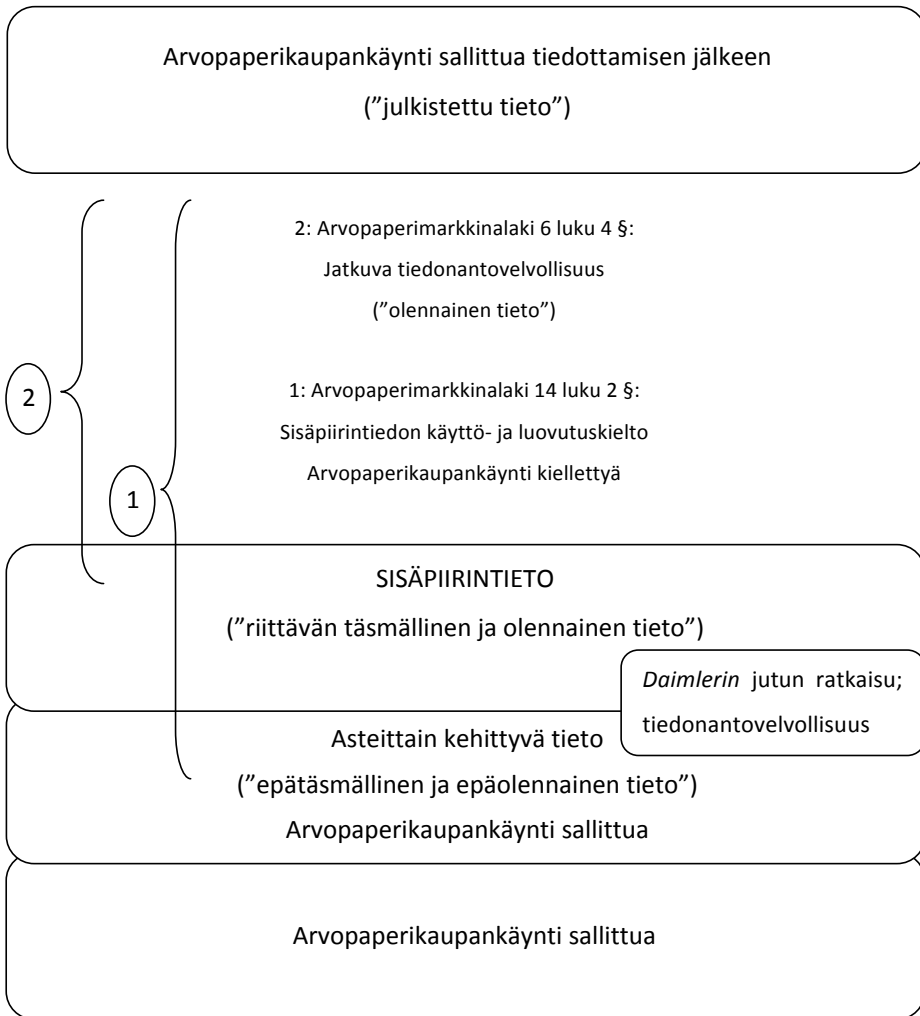 Arvopaperikaupankäynti sallittua tiedottamisen jälkeen
(”julkistettu tieto”)
2: Arvopaperimarkkinalaki 6 luku 4 §:
Jatkuva tiedonantovelvollisuus
(”olennainen tieto”)
2
1: Arvopaperimarkkinalaki 14 luku 2 §:
Sisäpiirintiedon käyttö- ja luovutuskielto
Arvopaperikaupankäynti kiellettyä
1
SISÄPIIRINTIETO
(”riittävän täsmällinen ja olennainen tieto”)
Daimlerin jutun ratkaisu;
tiedonantovelvollisuus
Asteittain kehittyvä tieto
(”epätäsmällinen ja epäolennainen tieto”)
Arvopaperikaupankäynti sallittua
Arvopaperikaupankäynti sallittua